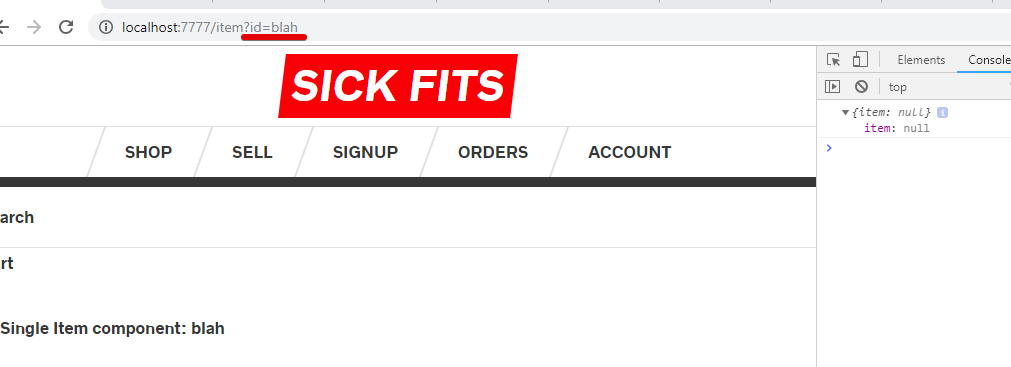 localhost:7777/item?id=blah
SICK FITS
Elements Console
top
SHOP SELL SIGNUP ORDERS ACCOUNT
{item: null} i
item: null
arch
rt
Single Item component: blah